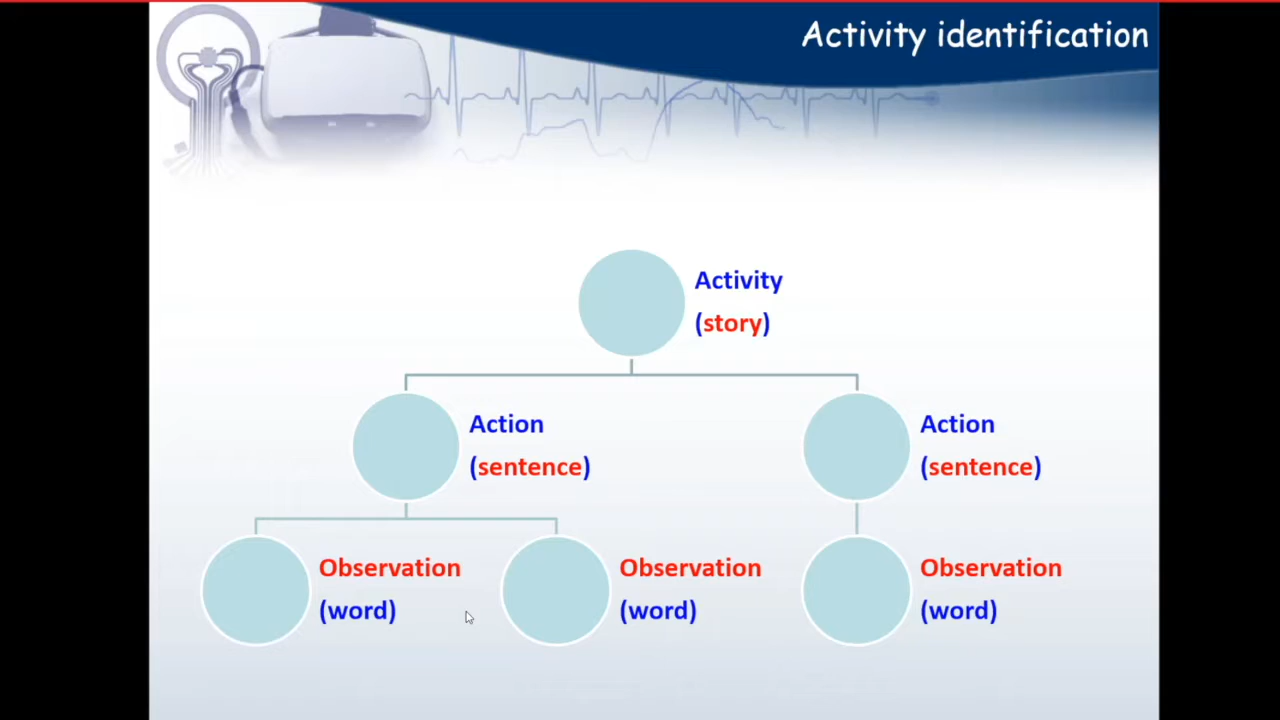 Activity identification
Activity
(story)
Action
(sentence)
Action
(sentence)
Observation
(word)
Observation
(word)
Observation
(word)